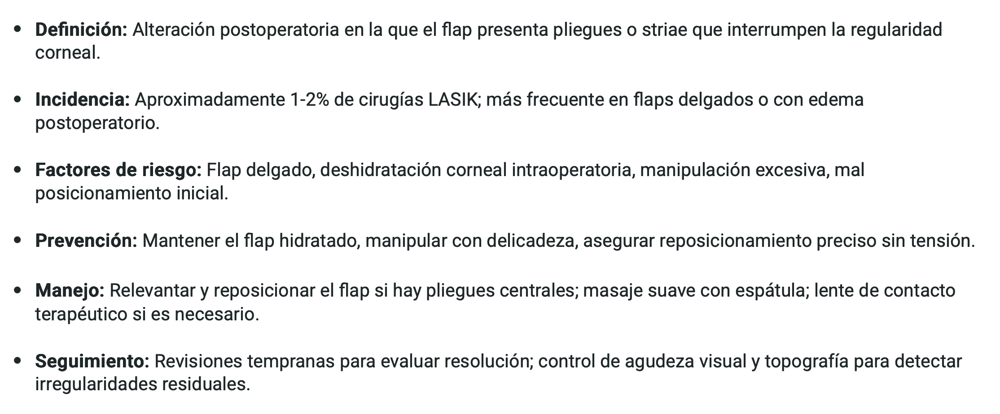 • Definición: Alteración postoperatoria en la que el flap presenta pliegues o striae que interrumpen la regularidad
corneal.
• Incidencia: Aproximadamente 1-2% de cirugías LASIK; más frecuente en flaps delgados o con edema
postoperatorio.
• Factores de riesgo: Flap delgado, deshidratación corneal intraoperatoria, manipulación excesiva, mal
posicionamiento inicial.
• Prevención: Mantener el flap hidratado, manipular con delicadeza, asegurar reposicionamiento preciso sin tensión.
• Manejo: Relevantar y reposicionar el flap si hay pliegues centrales; masaje suave con espátula; lente de contacto
terapéutico si es necesario.
• Seguimiento: Revisiones tempranas para evaluar resolución; control de agudeza visual y topografía para detectar
irregularidades residuales.